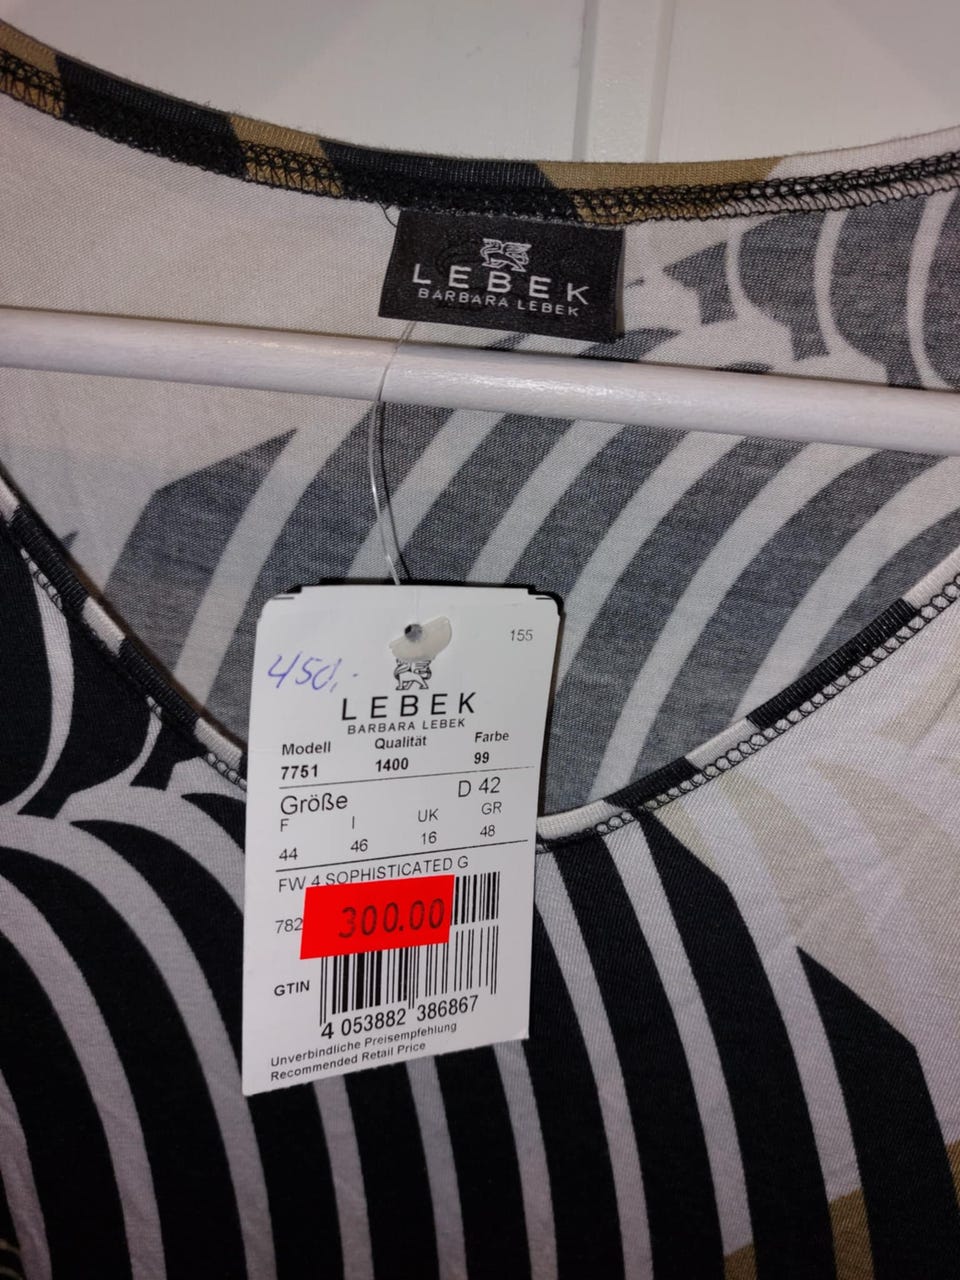 LEBEK
BARBARA LEBEK
155
450,-
LEBEK
BARBARA LEBEK
Modell Qualität Farbe
7751 1400 99
Größe D 42
F I UK GR
44 46 16 48
FW 4 SOPHISTICATED G
782 300.00
GTIN
4 053882 386867
Unverbindliche Preisempfehlung
Recommended Retail Price